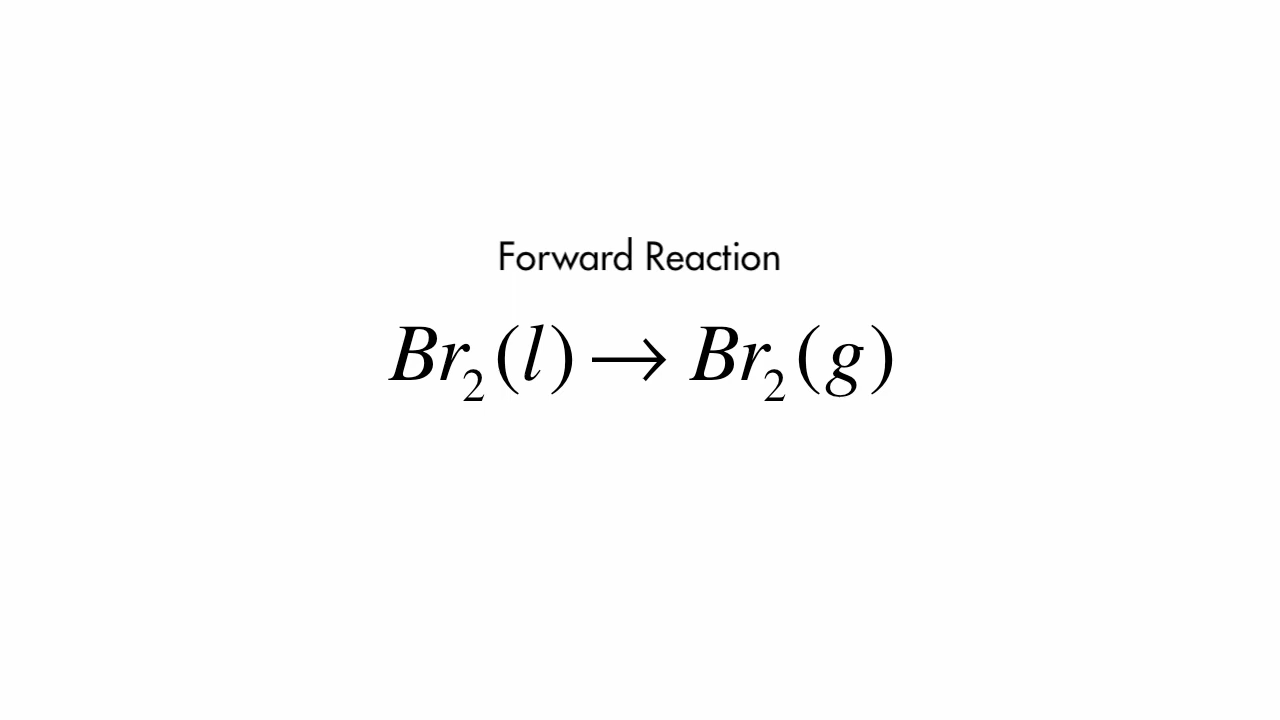 Forward Reaction
Br₂(l) → Br₂(g)